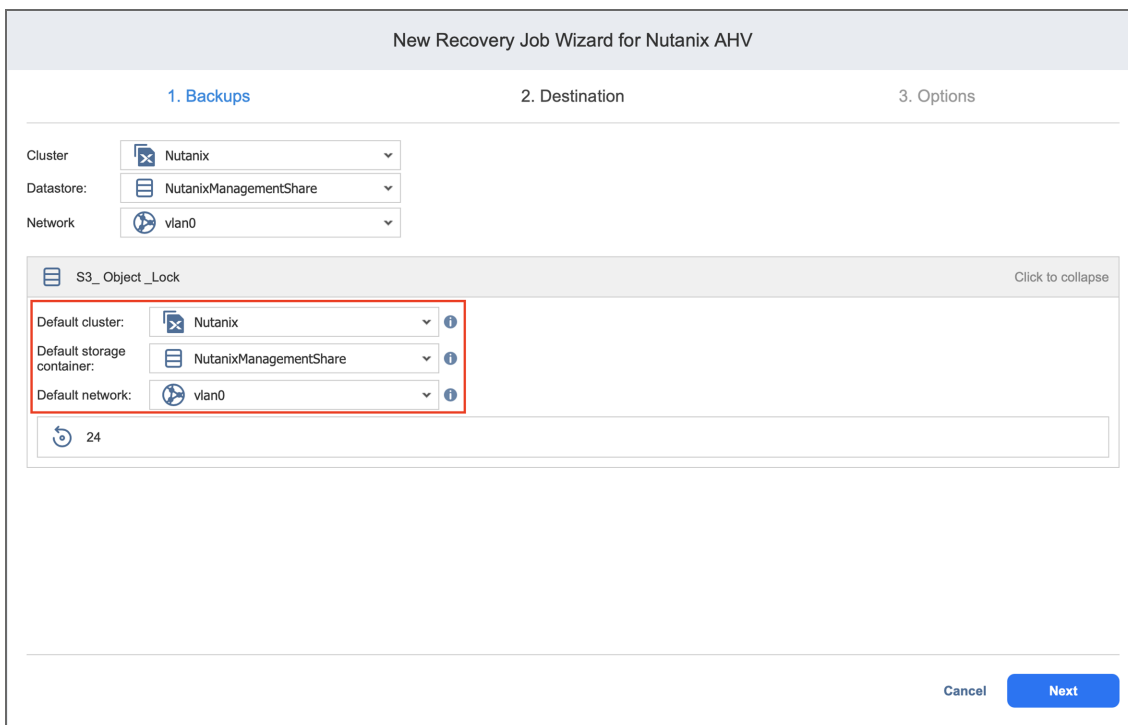 New Recovery Job Wizard for Nutanix AHV
1. Backups 2. Destination 3. Options
Cluster Nutanix
Datastore: NutanixManagementShare
Network vlan0
S3_ Object _Lock Click to collapse
Default cluster: Nutanix
Default storage
container: NutanixManagementShare
Default network: vlan0
24
Cancel Next